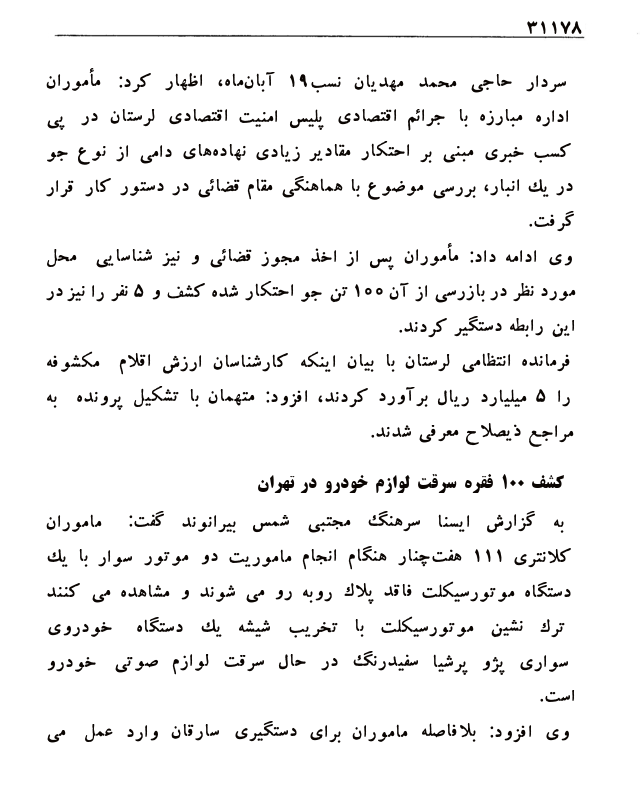 ۳۱۱۷۸
سردار حاجی محمد مهدیان نسب۱۹ آبان‌ماه، اظهار کرد: مأموران
اداره مبارزه با جرائم اقتصادی پلیس امنیت اقتصادی لرستان در پی
کسب خبری مبنی بر احتکار مقادیر زیادی نهاده‌های دامی از نوع جو
در یك انبار، بررسی موضوع با هماهنگی مقام قضائی در دستور کار قرار
گرفت.
وی ادامه داد: مأموران پس از اخذ مجوز قضائی و نیز شناسایی محل
مورد نظر در بازرسی از آن ۱۰۰ تن جو احتکار شده کشف و ۵ نفر را نیز در
این رابطه دستگیر کردند.
فرمانده انتظامی لرستان با بیان اینکه کارشناسان ارزش اقلام مکشوفه
را ۵ میلیارد ریال برآورد کردند، افزود: متهمان با تشکیل پرونده به
مراجع ذیصلاح معرفی شدند.
کشف ۱۰۰ فقره سرقت لوازم خودرو در تهران
به گزارش ایسنا سرهنگ مجتبی شمس بیرانوند گفت: ماموران
کلانتری ۱۱۱ هفت‌چنار هنگام انجام ماموریت دو موتور سوار با یك
دستگاه موتورسیکلت فاقد پلاك روبه رو می شوند و مشاهده می کنند
ترك نشین موتورسیکلت با تخریب شیشه یك دستگاه خودروی
سواری پژو پرشیا سفیدرنگ در حال سرقت لوازم صوتی خودرو
است.
وی افزود: بلافاصله ماموران برای دستگیری سارقان وارد عمل می